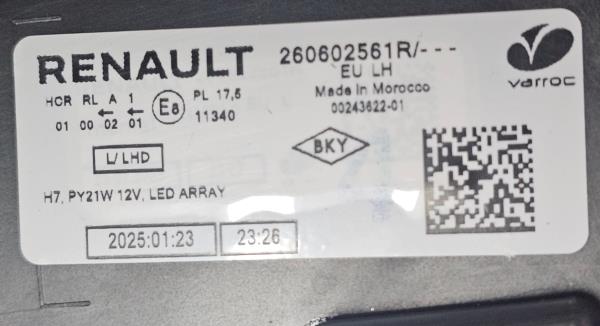 RENAULT
260602561R/---
EU LH
Made in Morocco
00243622-01
varroc
HCR RL A 1
01 00 02 01
E8
PL 17,5
11340
L/LHD
BKY
H7, PY21W 12V, LED ARRAY
2025:01:23
23:26